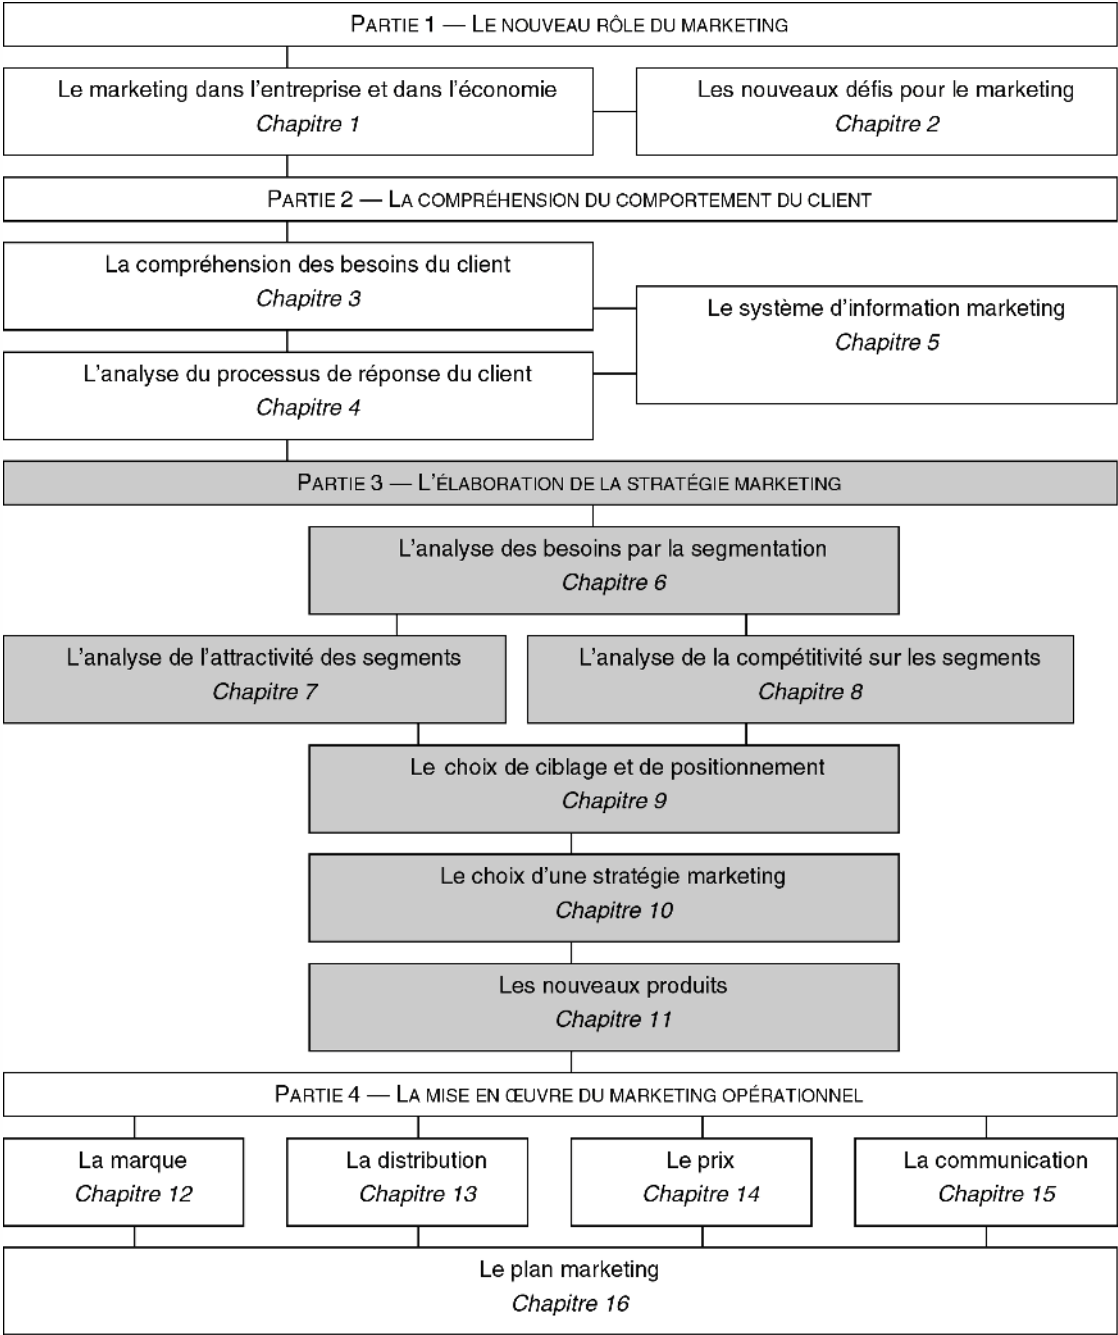 PARTIE 1 — LE NOUVEAU RÔLE DU MARKETING
Le marketing dans l'entreprise et dans l'économie
Chapitre 1
Les nouveaux défis pour le marketing
Chapitre 2
PARTIE 2 — LA COMPRÉHENSION DU COMPORTEMENT DU CLIENT
La compréhension des besoins du client
Chapitre 3
Le système d'information marketing
Chapitre 5
L'analyse du processus de réponse du client
Chapitre 4
PARTIE 3 — L'ÉLABORATION DE LA STRATÉGIE MARKETING
L'analyse des besoins par la segmentation
Chapitre 6
L'analyse de l'attractivité des segments
Chapitre 7
L'analyse de la compétitivité sur les segments
Chapitre 8
Le choix de ciblage et de positionnement
Chapitre 9
Le choix d'une stratégie marketing
Chapitre 10
Les nouveaux produits
Chapitre 11
PARTIE 4 — LA MISE EN ŒUVRE DU MARKETING OPÉRATIONNEL
La marque
Chapitre 12
La distribution
Chapitre 13
Le prix
Chapitre 14
La communication
Chapitre 15
Le plan marketing
Chapitre 16